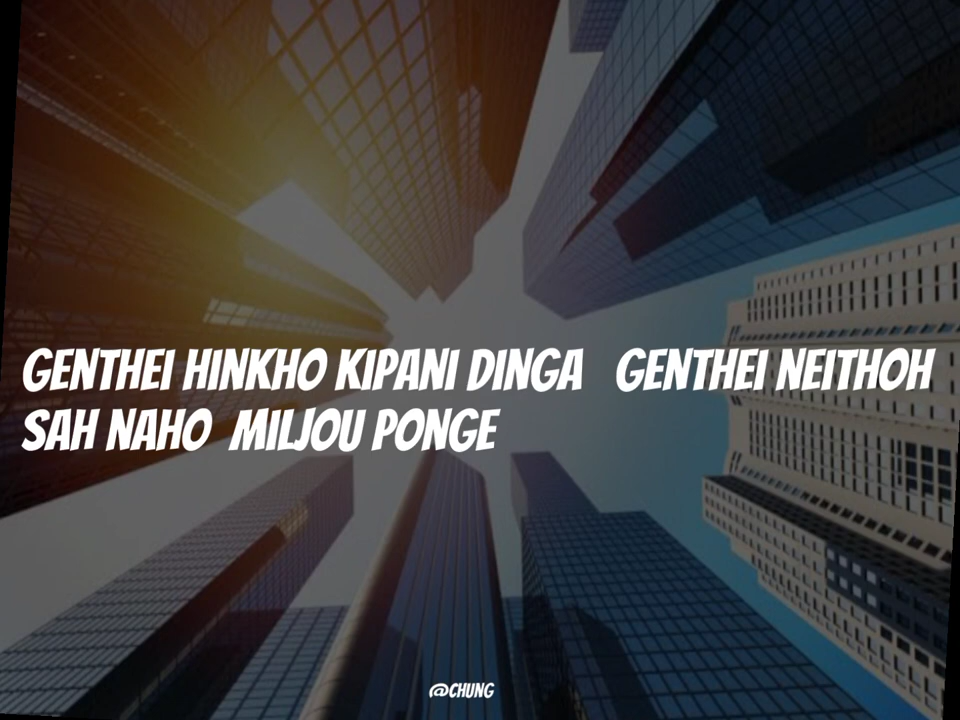 GENTHEI HINKHO KIPANI DINGA GENTHEI NEITHOH
SAH NAHO MILJOU PONGE
@CHUNG